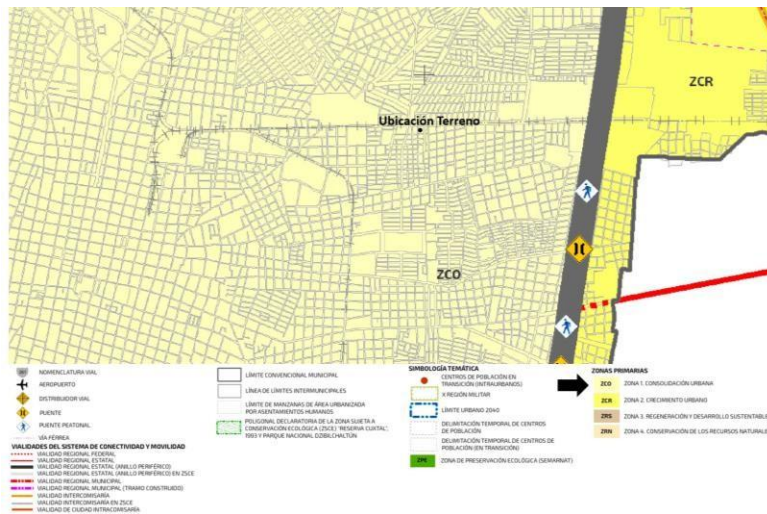 ZCR
Ubicación Terreno
ZCO
NOMENCLATURA VIAL
AEROPUERTO
DISTRIBUIDOR VIAL
PUENTE
PUENTE PEATONAL
VÍA FÉRREA
VIALIDADES DEL SISTEMA DE CONECTIVIDAD Y MOVILIDAD
VIALIDAD REGIONAL FEDERAL
VIALIDAD REGIONAL ESTATAL
VIALIDAD REGIONAL ESTATAL (ANILLO PERIFÉRICO)
VIALIDAD REGIONAL ESTATAL (ANILLO PERIFÉRICO) EN ZSCE
VIALIDAD REGIONAL MUNICIPAL
VIALIDAD REGIONAL MUNICIPAL (TRAMO CONSTRUIDO)
VIALIDAD INTERCOMISARÍA
VIALIDAD INTERCOMISARÍA EN ZSCE
VIALIDAD DE CIUDAD INTRACOMISARÍA
LÍMITE CONVENCIONAL MUNICIPAL
LÍNEA DE LÍMITES INTERMUNICIPALES
LÍMITE DE MANZANAS DE ÁREA URBANIZADA
POR ASENTAMIENTOS HUMANOS
POLIGONAL DECLARATORIA DE LA ZONA SUJETA A
CONSERVACIÓN ECOLÓGICA (ZSCE) "RESERVA CUXTAL",
1993 Y PARQUE NACIONAL DZIBILCHALTÚN
SIMBOLOGÍA TEMÁTICA
CENTROS DE POBLACIÓN EN
TRANSICIÓN (INTRAURBANOS)
X REGIÓN MILITAR
LÍMITE URBANO 2040
DELIMITACIÓN TEMPORAL DE CENTROS
DE POBLACIÓN
DELIMITACIÓN TEMPORAL DE CENTROS DE
POBLACIÓN (EN TRANSICIÓN)
ZPE ZONA DE PRESERVACIÓN ECOLÓGICA (SEMARNAT)
ZONAS PRIMARIAS
ZCO ZONA 1. CONSOLIDACIÓN URBANA
ZCR ZONA 2. CRECIMIENTO URBANO
ZRS ZONA 3. REGENERACIÓN Y DESARROLLO SUSTENTABLE
ZRN ZONA 4. CONSERVACIÓN DE LOS RECURSOS NATURALE